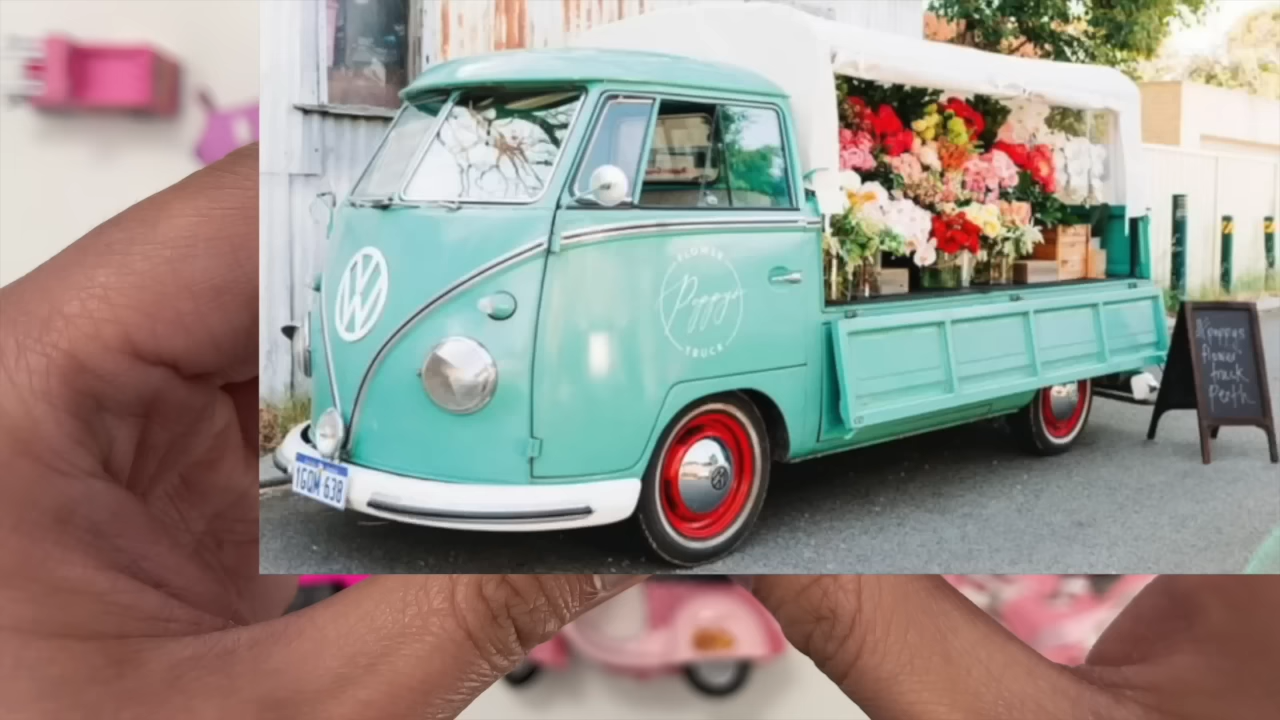 VW
FLOWER
Poppys
TRUCK
1GQM·638
poppys
flower
truck
Perth